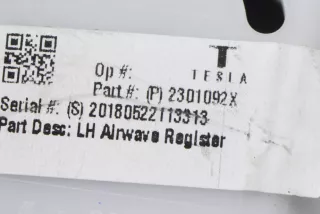 T
TESLA
Op #:
Part #: (P) 2301092X
Serial #: (S) 20180522113313
Part Desc: LH Airwave Register